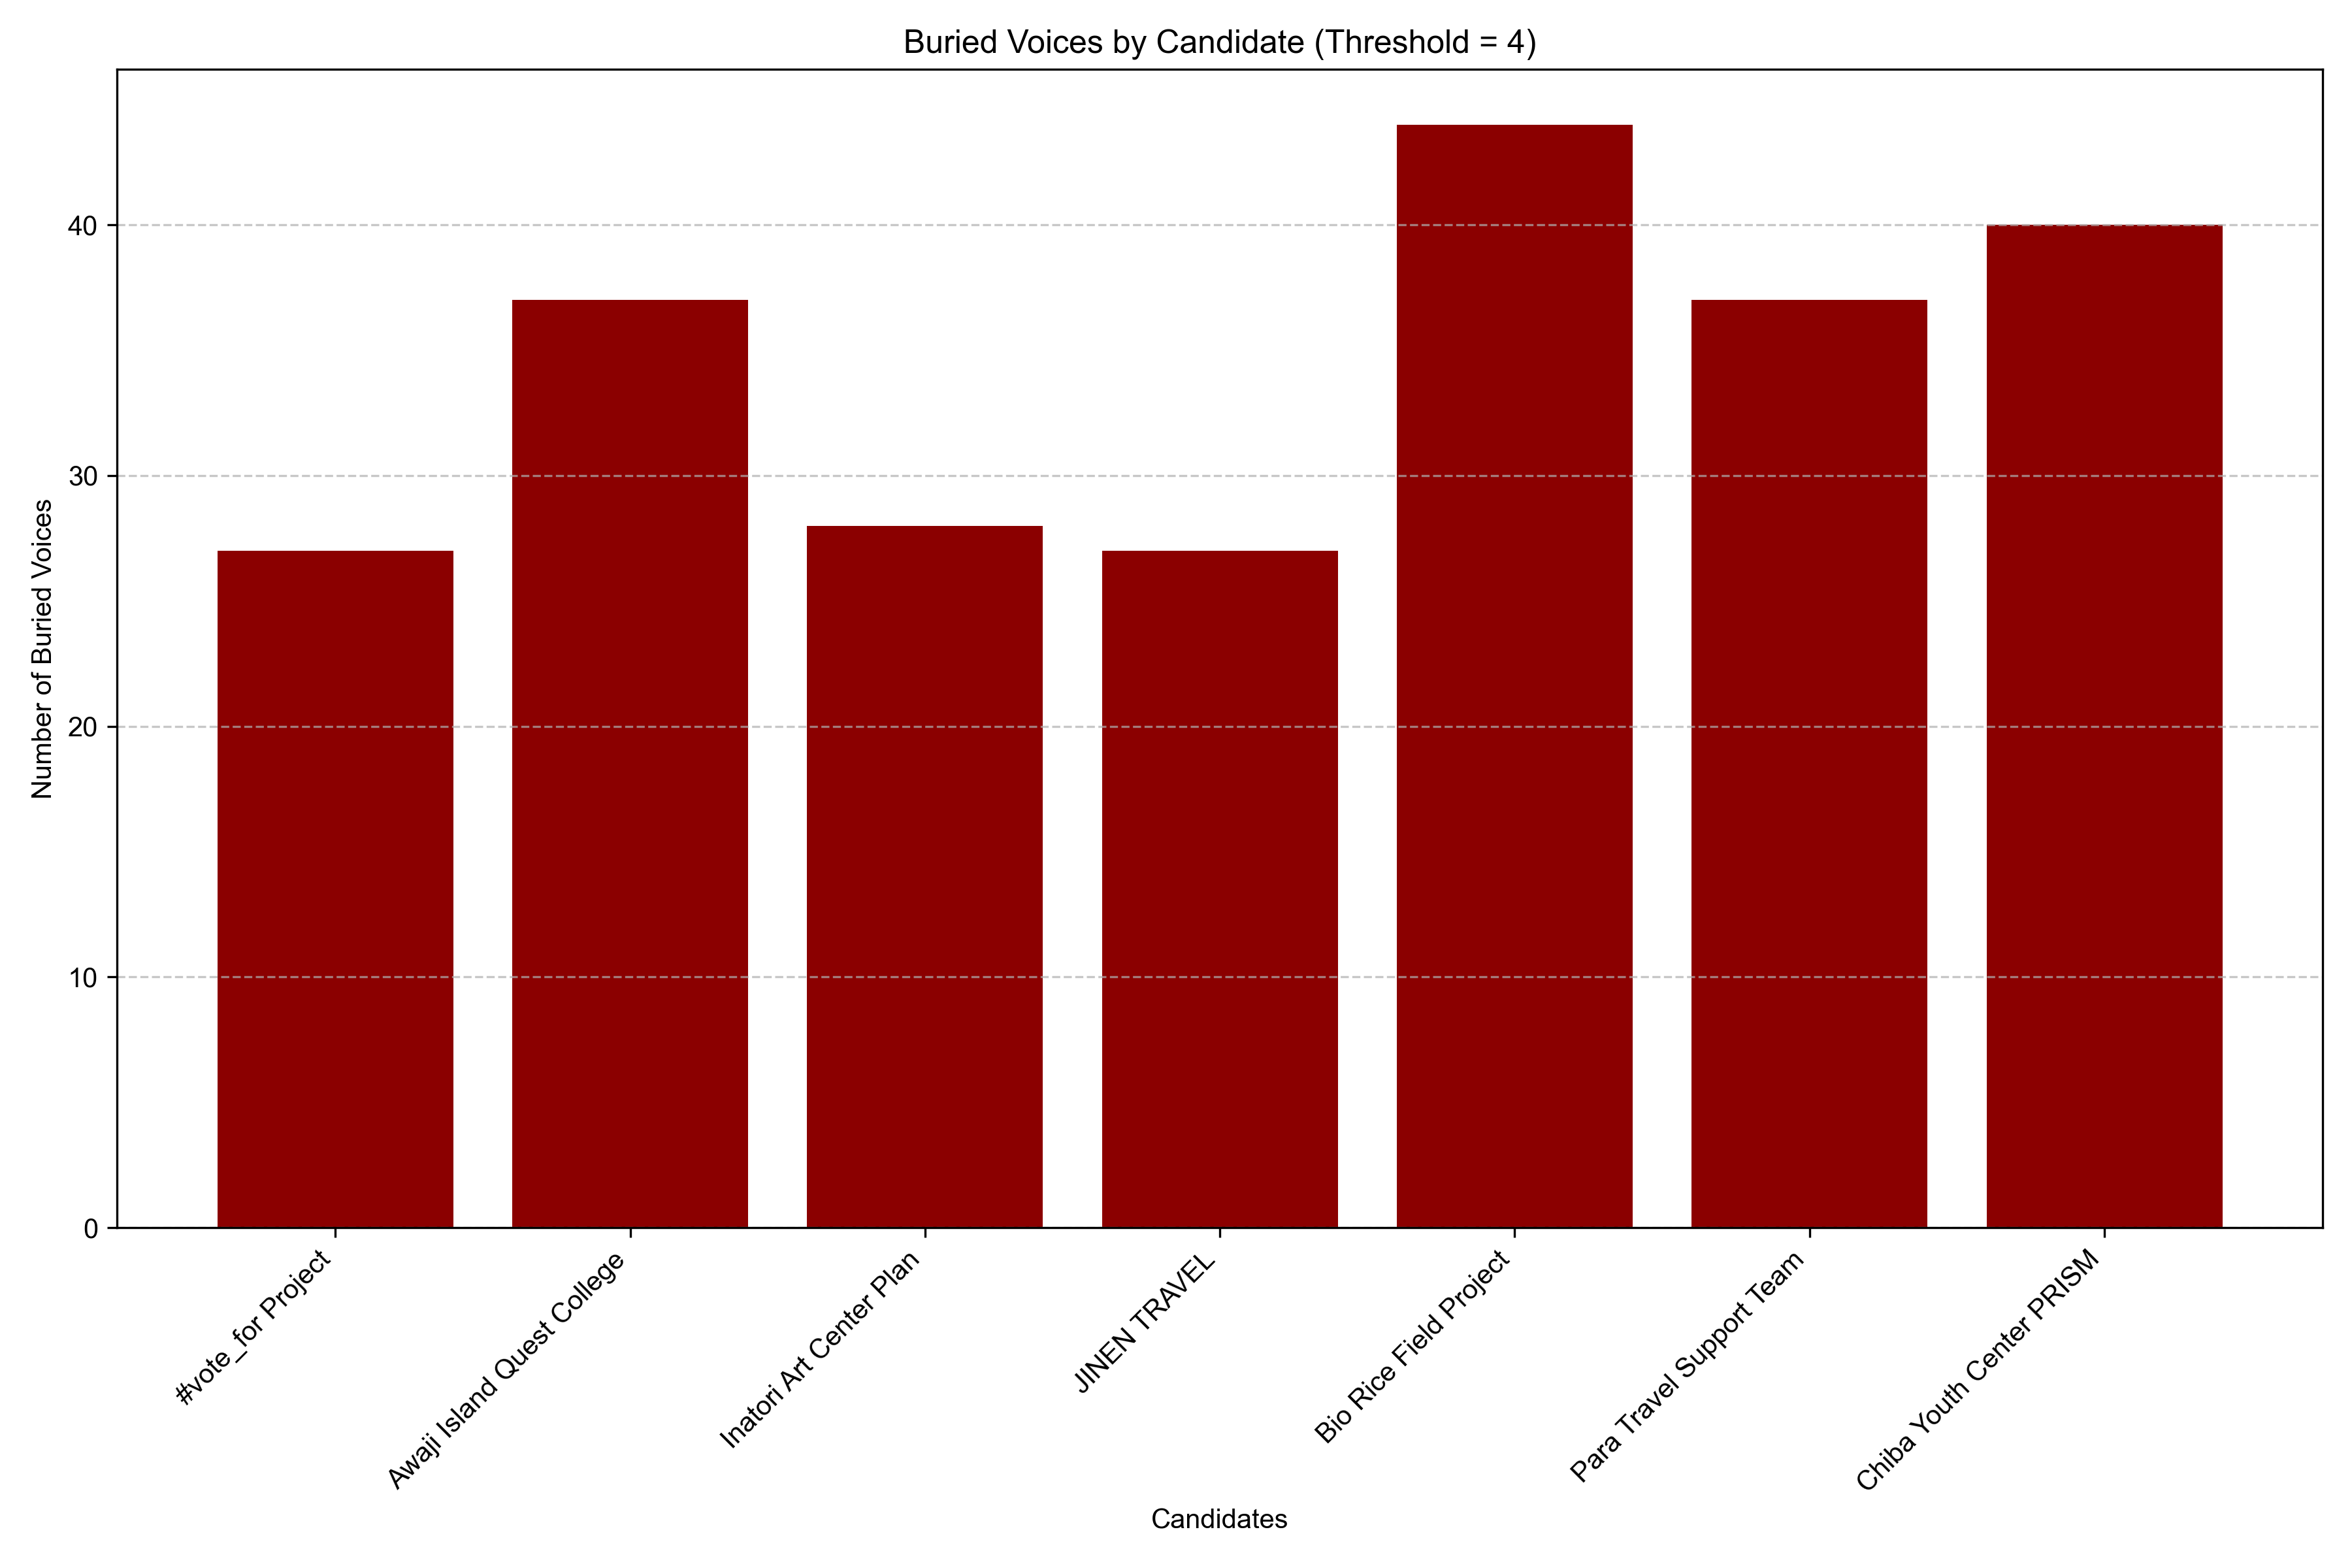 Buried Voices by Candidate (Threshold = 4)
Number of Buried Voices
40
30
20
10
0
#vote_for Project
Awaji Island Quest College
Inatori Art Center Plan
JINEN TRAVEL
Bio Rice Field Project
Para Travel Support Team
Chiba Youth Center PRISM
Candidates